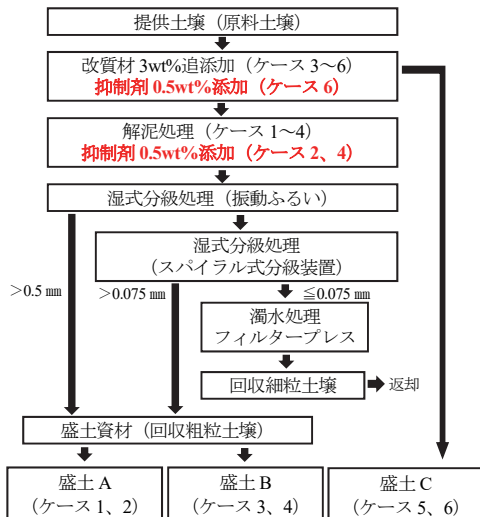 提供土壌（原料土壌）
改質材 3wt%追添加（ケース 3～6）
抑制剤 0.5wt%添加（ケース 6）
解泥処理（ケース 1～4）
抑制剤 0.5wt%添加（ケース 2、4）
湿式分級処理（振動ふるい）
湿式分級処理
（スパイラル式分級装置）
＞0.5 ㎜
＞0.075 ㎜
≦0.075 ㎜
濁水処理
フィルタープレス
回収細粒土壌
返却
盛土資材（回収粗粒土壌）
盛土 A
（ケース 1、2）
盛土 B
（ケース 3、4）
盛土 C
（ケース 5、6）